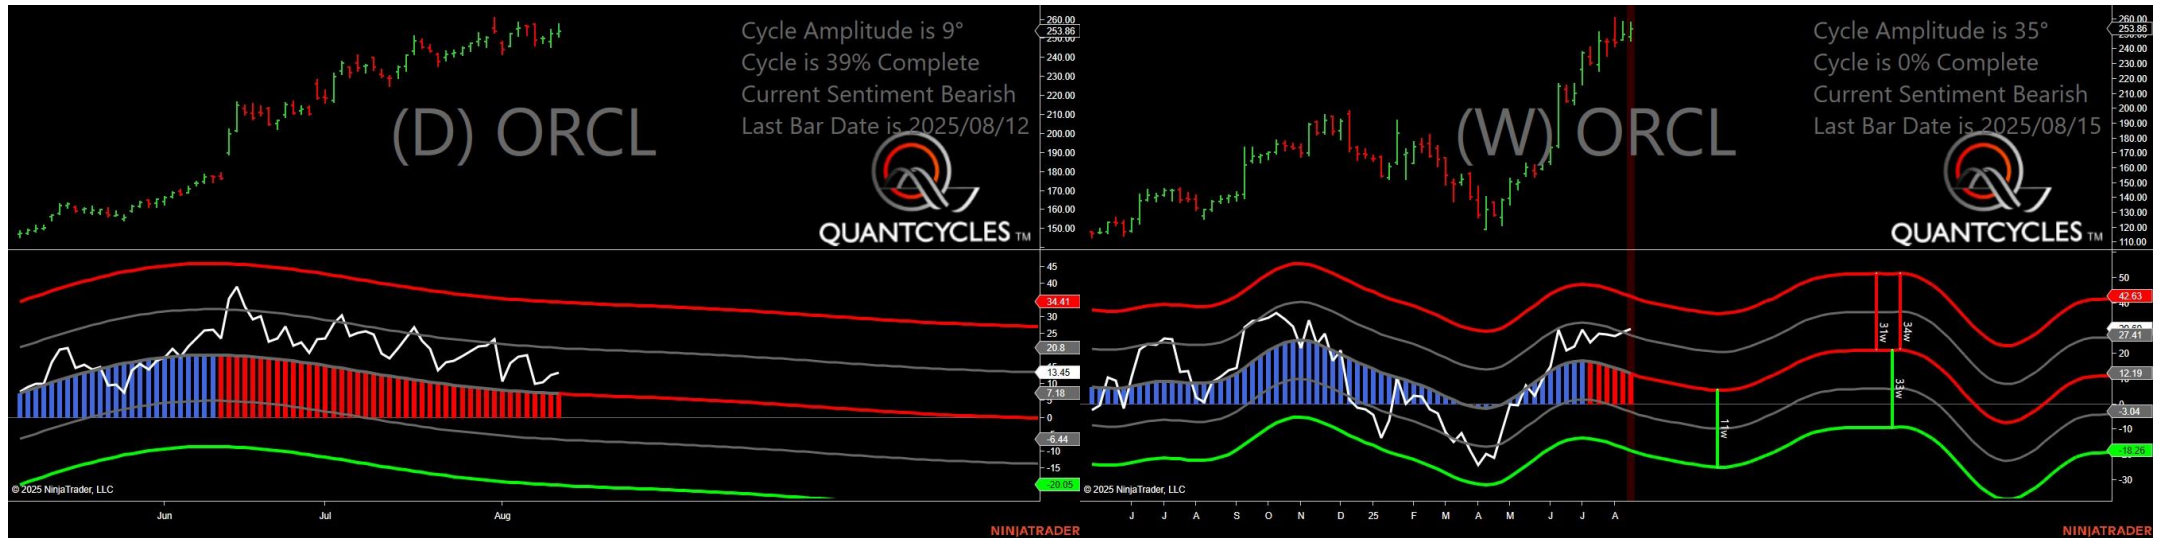 Cycle Amplitude is 9°
Cycle is 39% Complete
Current Sentiment Bearish
Last Bar Date is 2025/08/12
(D) ORCL
QUANTCYCLES TM
260.00
253.86
240.00
230.00
220.00
210.00
200.00
190.00
180.00
170.00
160.00
150.00
45
34.41
30
25
20.8
13.45
10
7.18
0
-6.44
-10
-15
-20.05
© 2025 NinjaTrader, LLC
Jun
Jul
Aug
NINJATRADER
Cycle Amplitude is 35°
Cycle is 0% Complete
Current Sentiment Bearish
Last Bar Date is 2025/08/15
(W) ORCL
QUANTCYCLES TM
260.00
253.86
240.00
230.00
220.00
210.00
200.00
190.00
180.00
170.00
160.00
150.00
140.00
130.00
120.00
110.00
50
42.63
27.41
20
12.19
0
-3.04
-10
-18.26
-30
31w
34w
33w
11w
© 2025 NinjaTrader, LLC
J
J
A
S
O
N
D
25
F
M
A
M
J
J
A
NINJATRADER